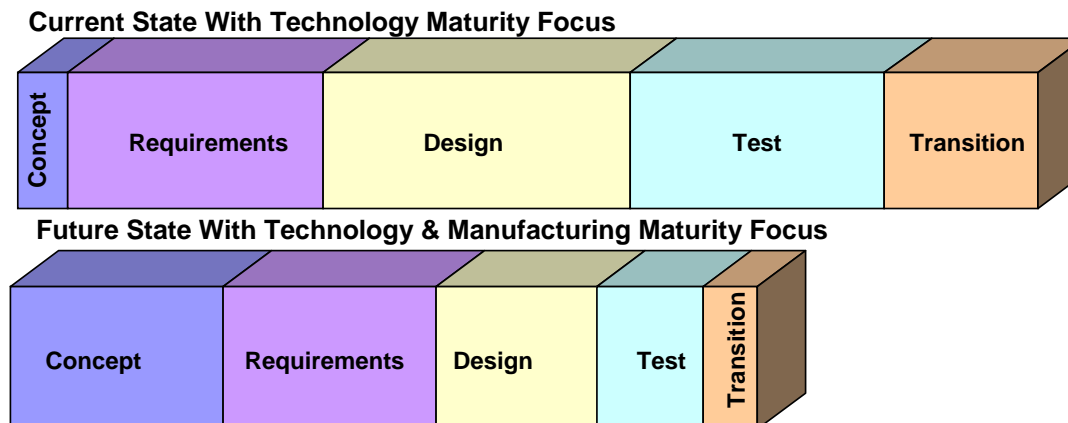 Current State With Technology Maturity Focus
Concept
Requirements
Design
Test
Transition
Future State With Technology & Manufacturing Maturity Focus
Concept
Requirements
Design
Test
Transition